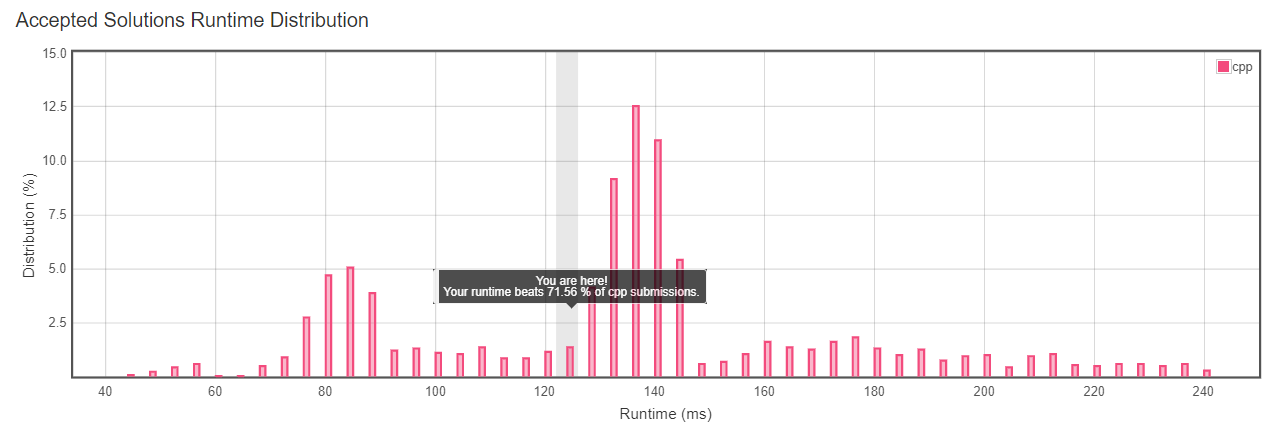 Accepted Solutions Runtime Distribution
15.0
cpp
12.5
10.0
7.5
5.0
2.5
Distribution (%)
You are here!
Your runtime beats 71.56 % of cpp submissions.
40 60 80 100 120 140 160 180 200 220 240
Runtime (ms)